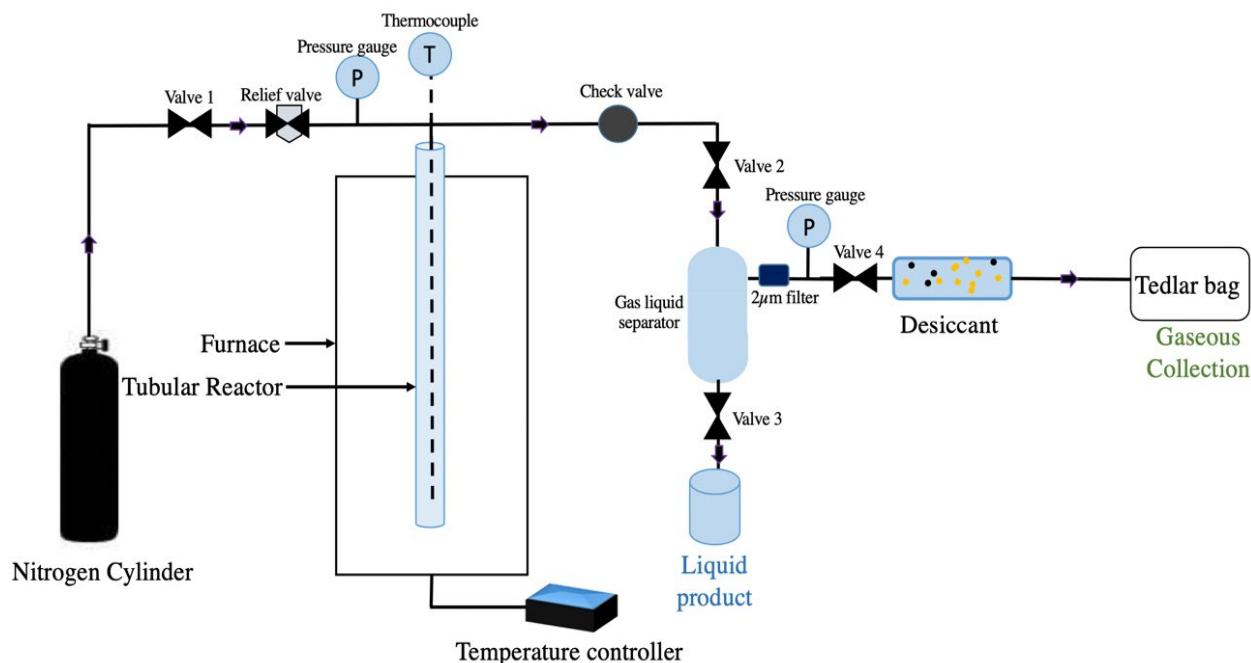 Thermocouple
T
Pressure gauge
P
Valve 1
Relief valve
Check valve
Valve 2
Pressure gauge
P
Valve 4
Gas liquid
separator
2µm filter
Desiccant
Tedlar bag
Gaseous
Collection
Furnace
Tubular Reactor
Valve 3
Nitrogen Cylinder
Liquid
product
Temperature controller